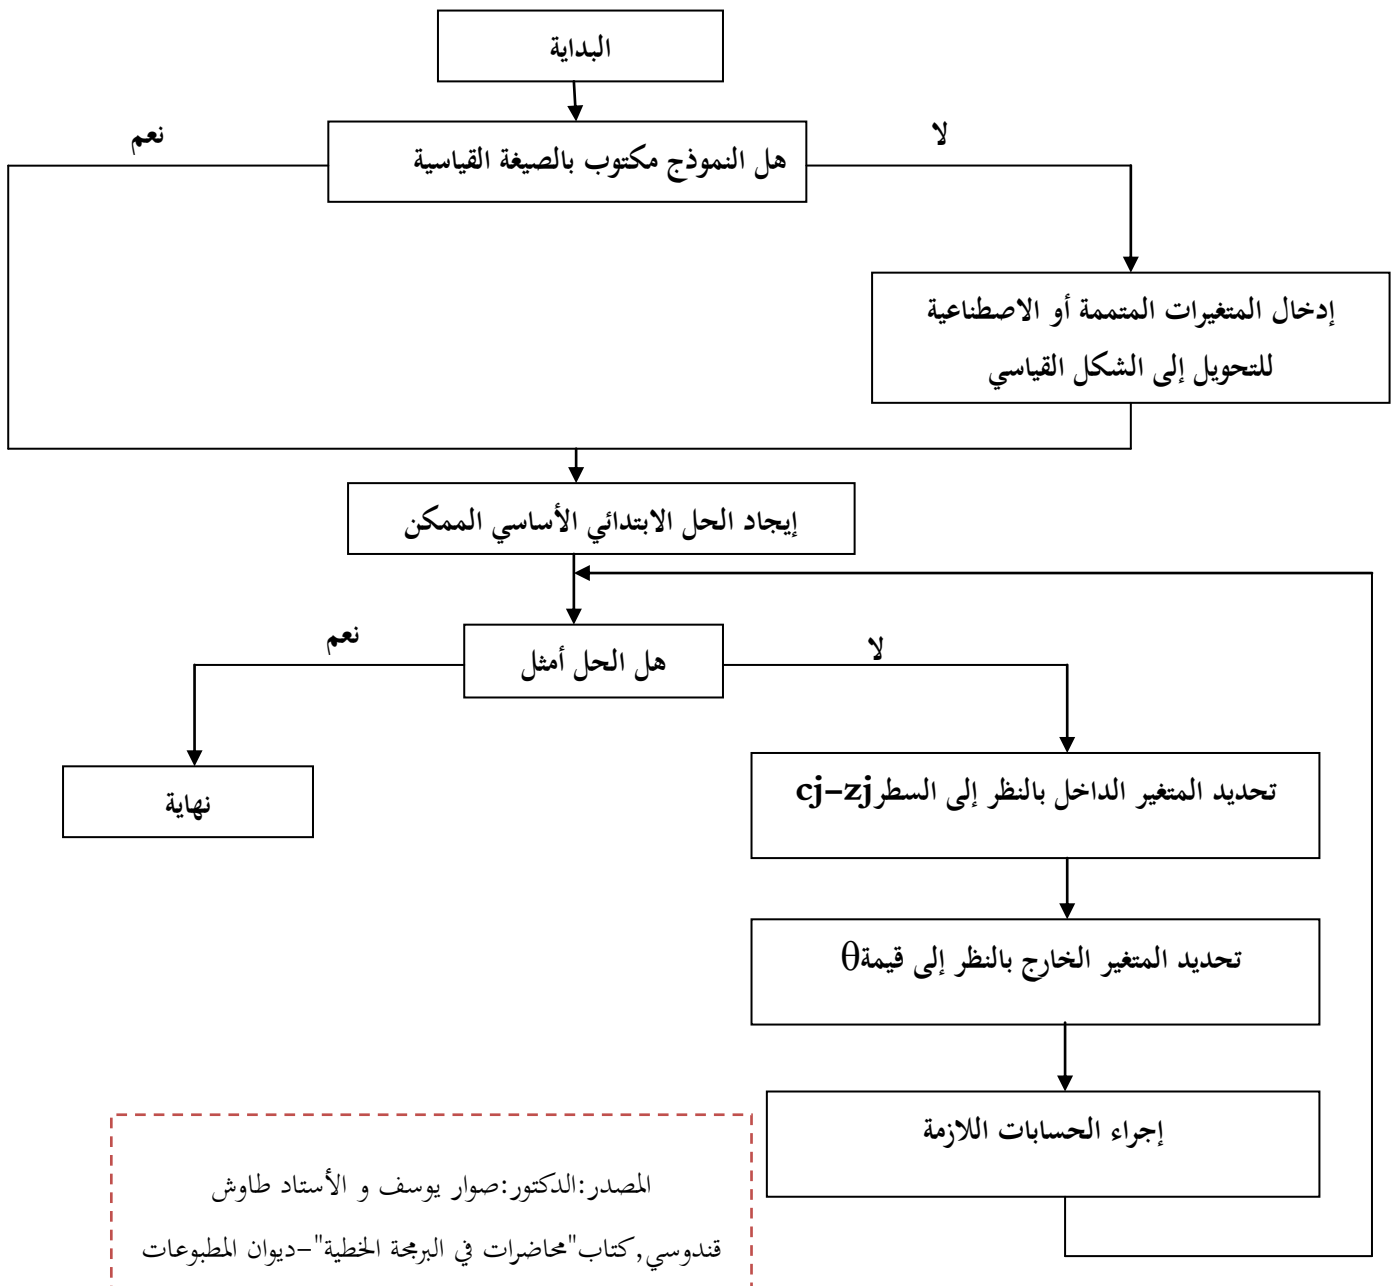 البداية
نعم
لا
هل النموذج مكتوب بالصيغة القياسية
إدخال المتغيرات المتممة أو الاصطناعية
للتحويل إلى الشكل القياسي
إيجاد الحل الابتدائي الأساسي الممكن
نعم
لا
هل الحل أمثل
نهاية
تحديد المتغير الداخل بالنظر إلى السطرcj–zj
تحديد المتغير الخارج بالنظر إلى قيمةθ
إجراء الحسابات اللازمة
المصدر:الدكتور:صوار يوسف و الأستاد طاوش
قندوسي,كتاب"محاضرات في البرمجة الخطية"–ديوان المطبوعات